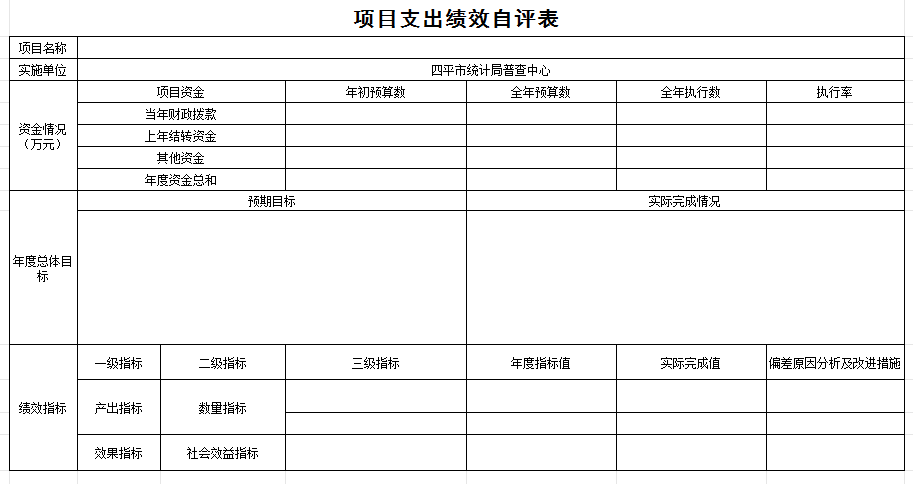 项目支出绩效自评表
项目名称
实施单位 四平市统计局普查中心
资金情况
（万元）
项目资金 年初预算数 全年预算数 全年执行数 执行率
当年财政拨款
上年结转资金
其他资金
年度资金总和
年度总体目
标
预期目标 实际完成情况
绩效指标
一级指标 二级指标 三级指标 年度指标值 实际完成值 偏差原因分析及改进措施
产出指标 数量指标
效果指标 社会效益指标